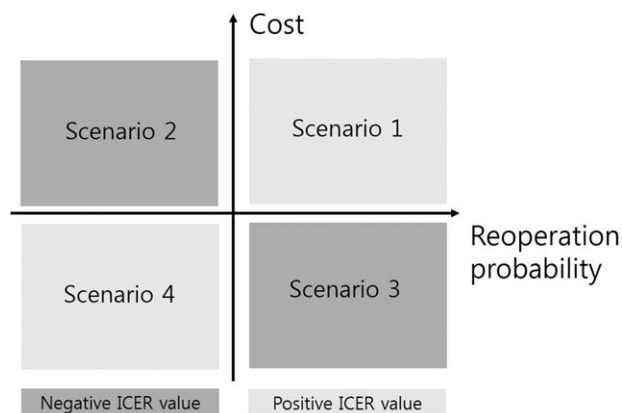 Cost
Scenario 2
Scenario 1
Reoperation
probability
Scenario 4
Scenario 3
Negative ICER value
Positive ICER value